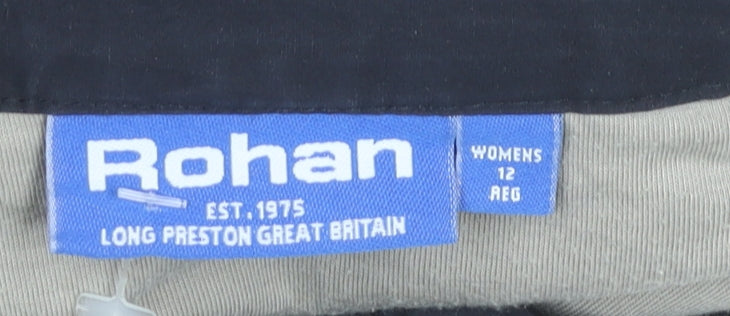 Rohan
EST. 1975
LONG PRESTON GREAT BRITAIN
WOMENS
12
REG